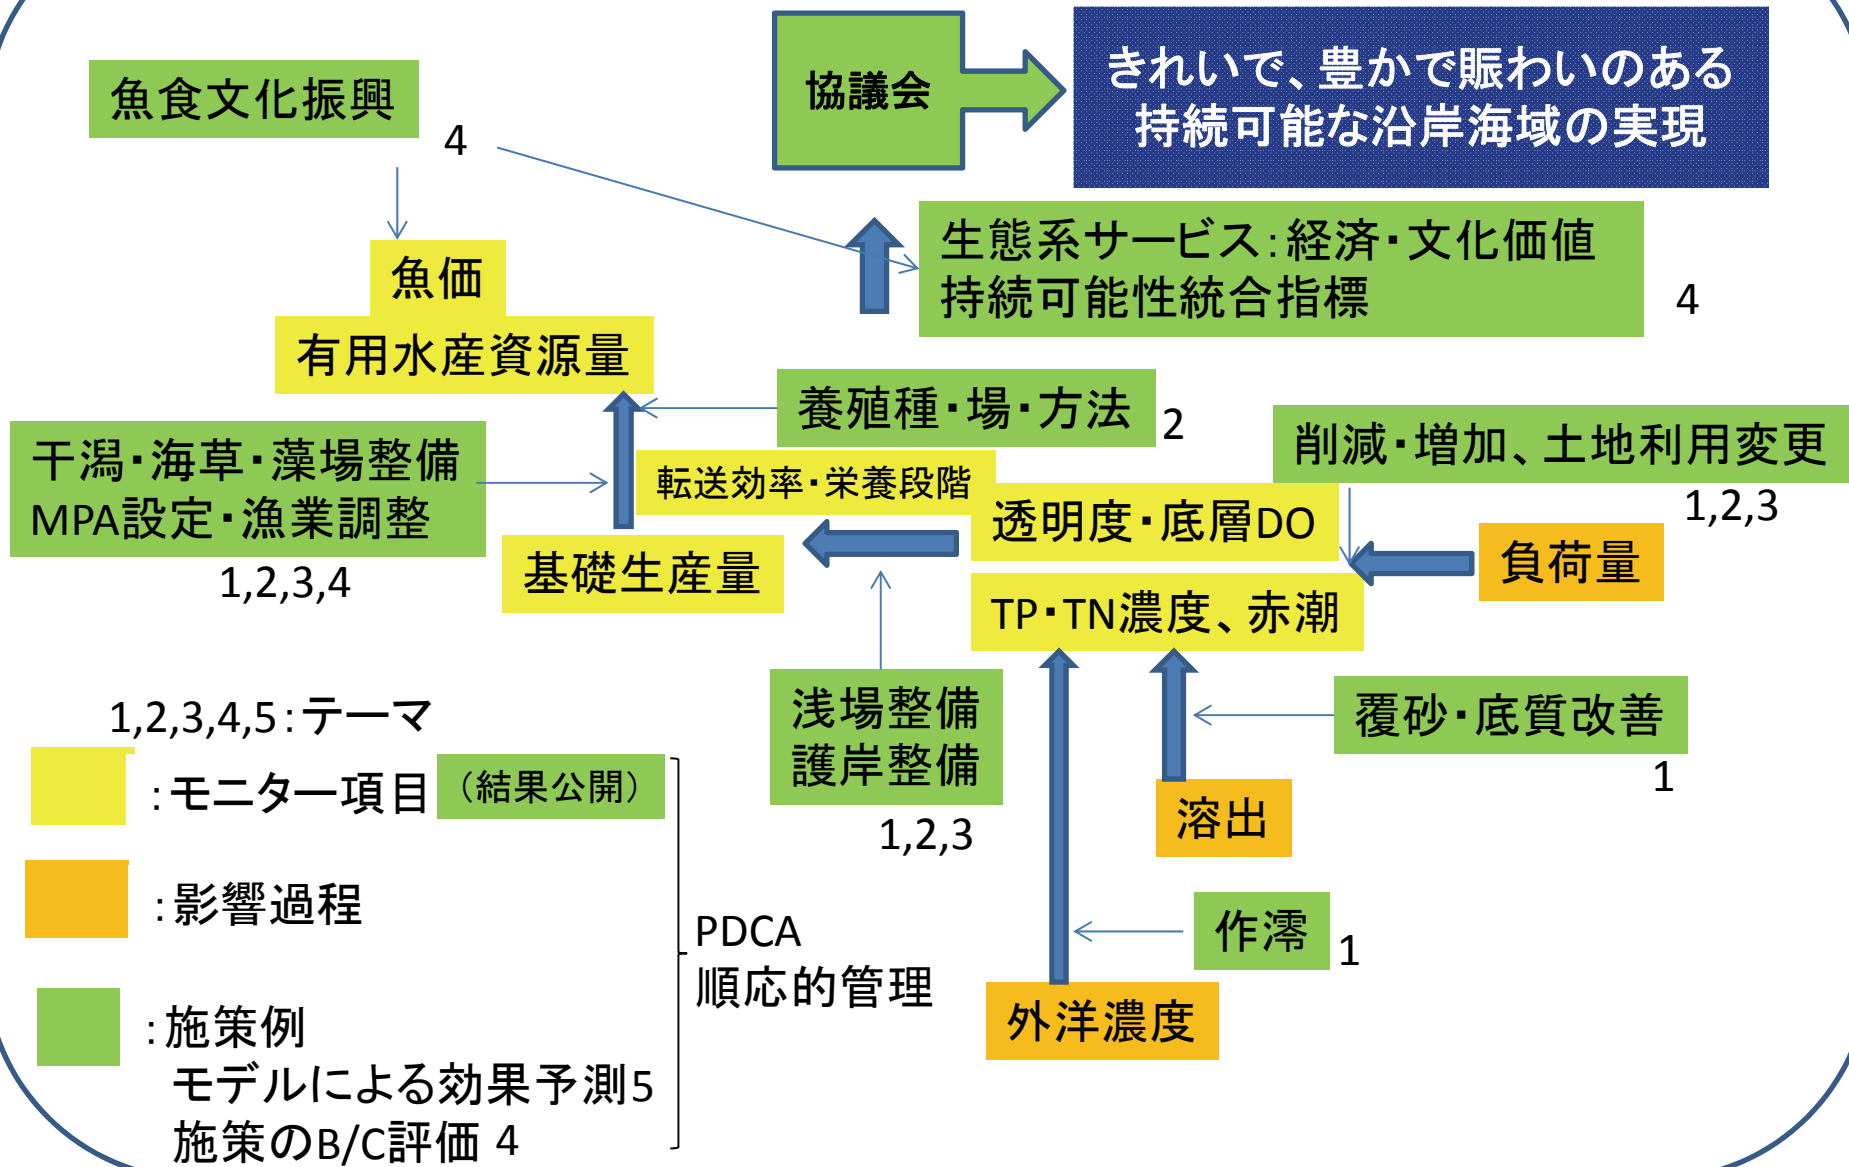 協議会
きれいで、豊かで賑わいのある
持続可能な沿岸海域の実現
魚食文化振興
4
生態系サービス:経済・文化価値
持続可能性統合指標
4
魚価
有用水産資源量
養殖種・場・方法
2
削減・増加、土地利用変更
1,2,3
干潟・海草・藻場整備
MPA設定・漁業調整
1,2,3,4
転送効率・栄養段階
透明度・底層DO
負荷量
基礎生産量
TP・TN濃度、赤潮
浅場整備
護岸整備
1,2,3
覆砂・底質改善
1
溶出
作澪
1
外洋濃度
1,2,3,4,5:テーマ
:モニター項目
(結果公開)
:影響過程
:施策例
モデルによる効果予測5
施策のB/C評価 4
PDCA
順応的管理